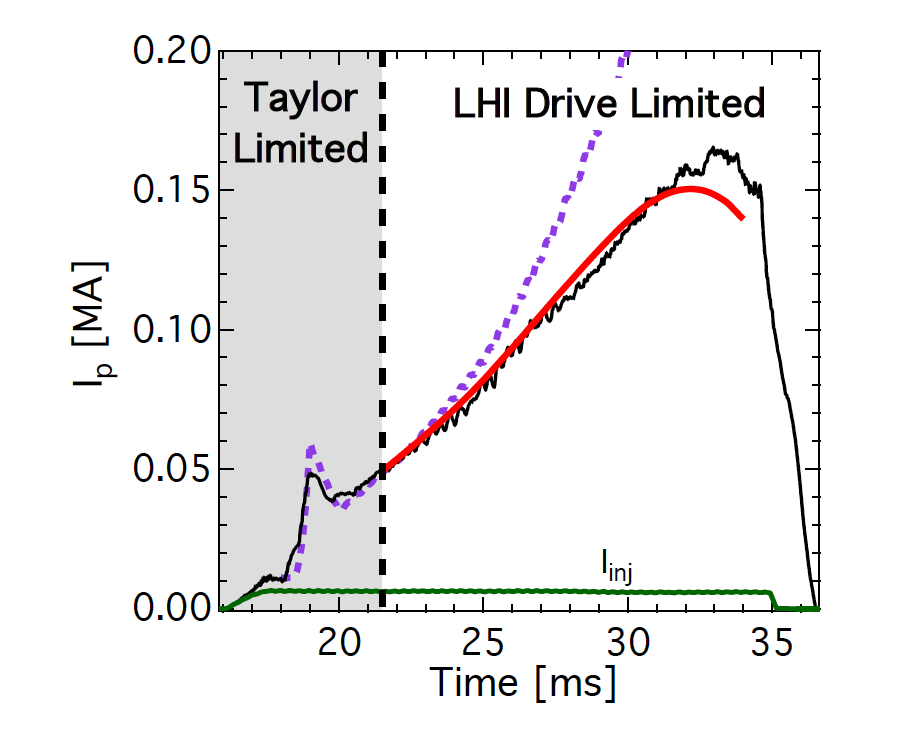 0.20
0.15
0.10
0.05
0.00
Ip [MA]
Taylor
Limited
LHI Drive Limited
Iinj
20 25 30 35
Time [ms]